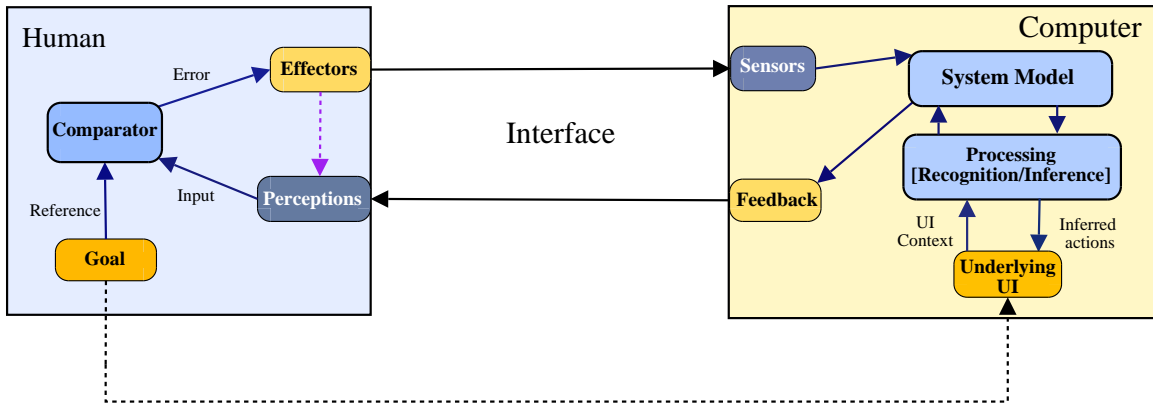 Human
Computer
Effectors
Error
Comparator
Input
Perceptions
Reference
Goal
Interface
Sensors
System Model
Processing
[Recognition/Inference]
Feedback
UI
Context
Inferred
actions
Underlying
UI